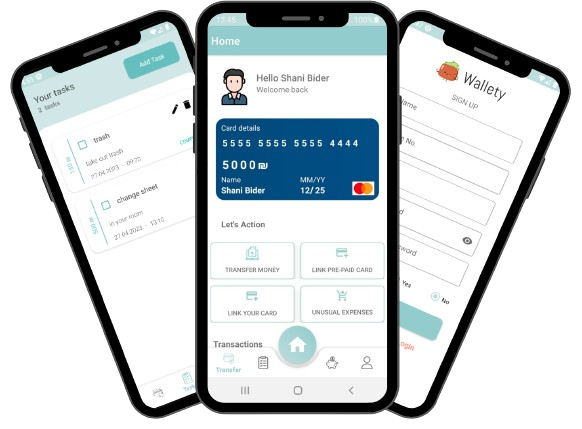 Your tasks
2 tasks
Add Task
trash
take out trash
27.04.2023 - 09:20
change sheet
in your room
27.04.2023 - 13:10
12:45
100%
Home
Hello Shani Bider
Welcome back
Card details
5555 5555 5555 4444
5000₪
Name
MM/YY
Shani Bider
12/25
Let's Action
TRANSFER MONEY
LINK PRE-PAID CARD
LINK YOUR CARD
UNUSUAL EXPENSES
Transactions
Transfer
Wallety
SIGN UP
Name
No.
Yes
No